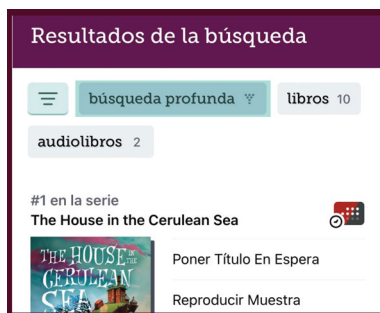 Resultados de la búsqueda
búsqueda profunda
libros 10
audiolibros 2
#1 en la serie
The House in the Cerulean Sea
THE HOUSE IN THE
CERULEAN
SEA
Poner Título En Espera
Reproducir Muestra